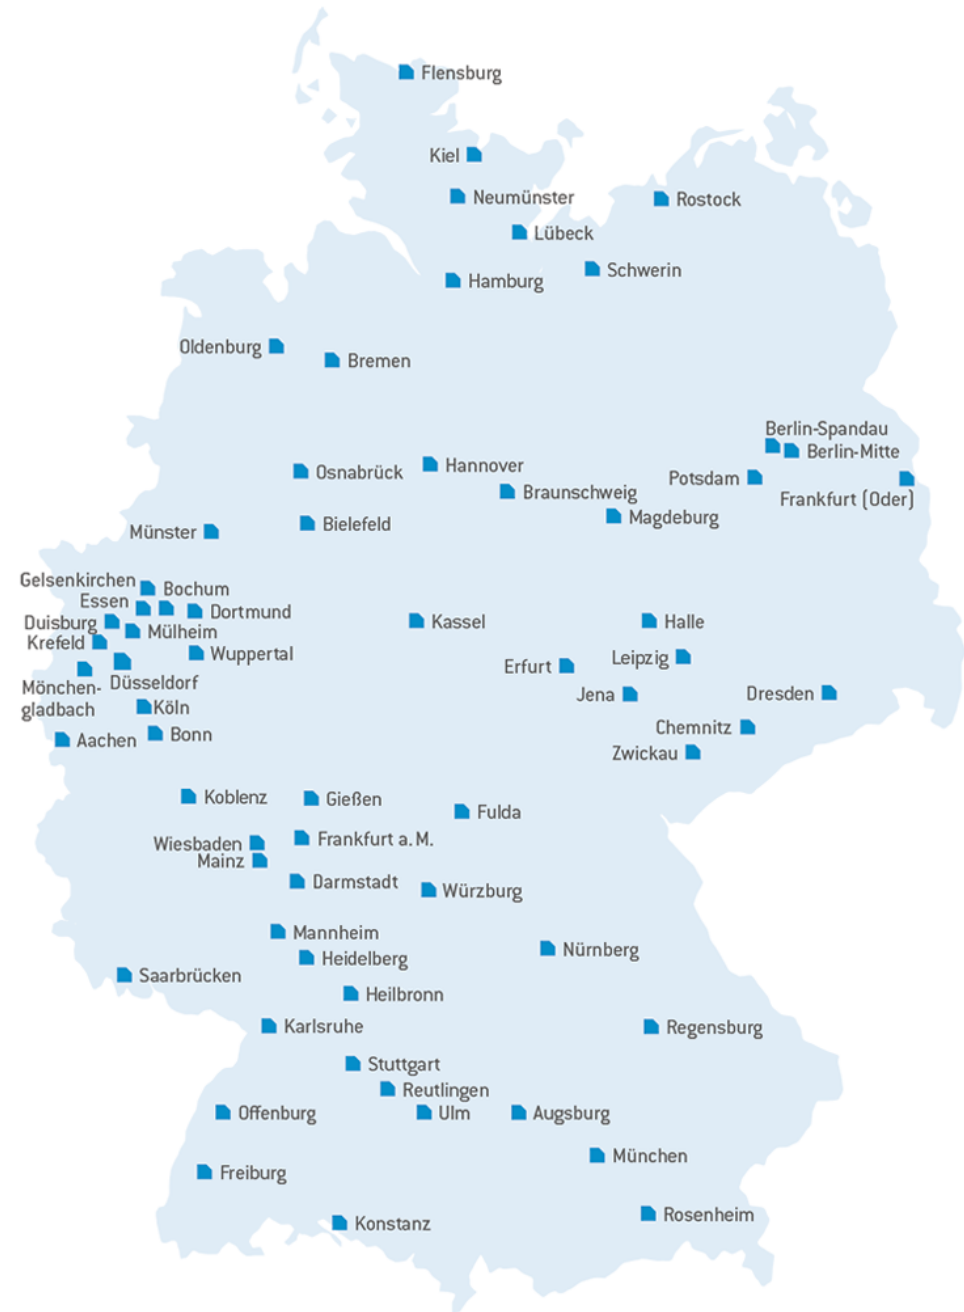 Flensburg
Kiel
Neumünster
Rostock
Lübeck
Schwerin
Hamburg
Oldenburg
Bremen
Berlin-Spandau
Berlin-Mitte
Osnabrück
Hannover
Potsdam
Braunschweig
Frankfurt (Oder)
Magdeburg
Bielefeld
Münster
Gelsenkirchen
Bochum
Essen
Dortmund
Duisburg
Mülheim
Krefeld
Kassel
Halle
Wuppertal
Leipzig
Erfurt
Düsseldorf
Mönchen-
gladbach
Jena
Dresden
Köln
Chemnitz
Bonn
Aachen
Zwickau
Koblenz
Gießen
Fulda
Frankfurt a. M.
Wiesbaden
Mainz
Darmstadt
Würzburg
Mannheim
Nürnberg
Heidelberg
Saarbrücken
Heilbronn
Karlsruhe
Regensburg
Stuttgart
Reutlingen
Offenburg
Ulm
Augsburg
München
Freiburg
Rosenheim
Konstanz